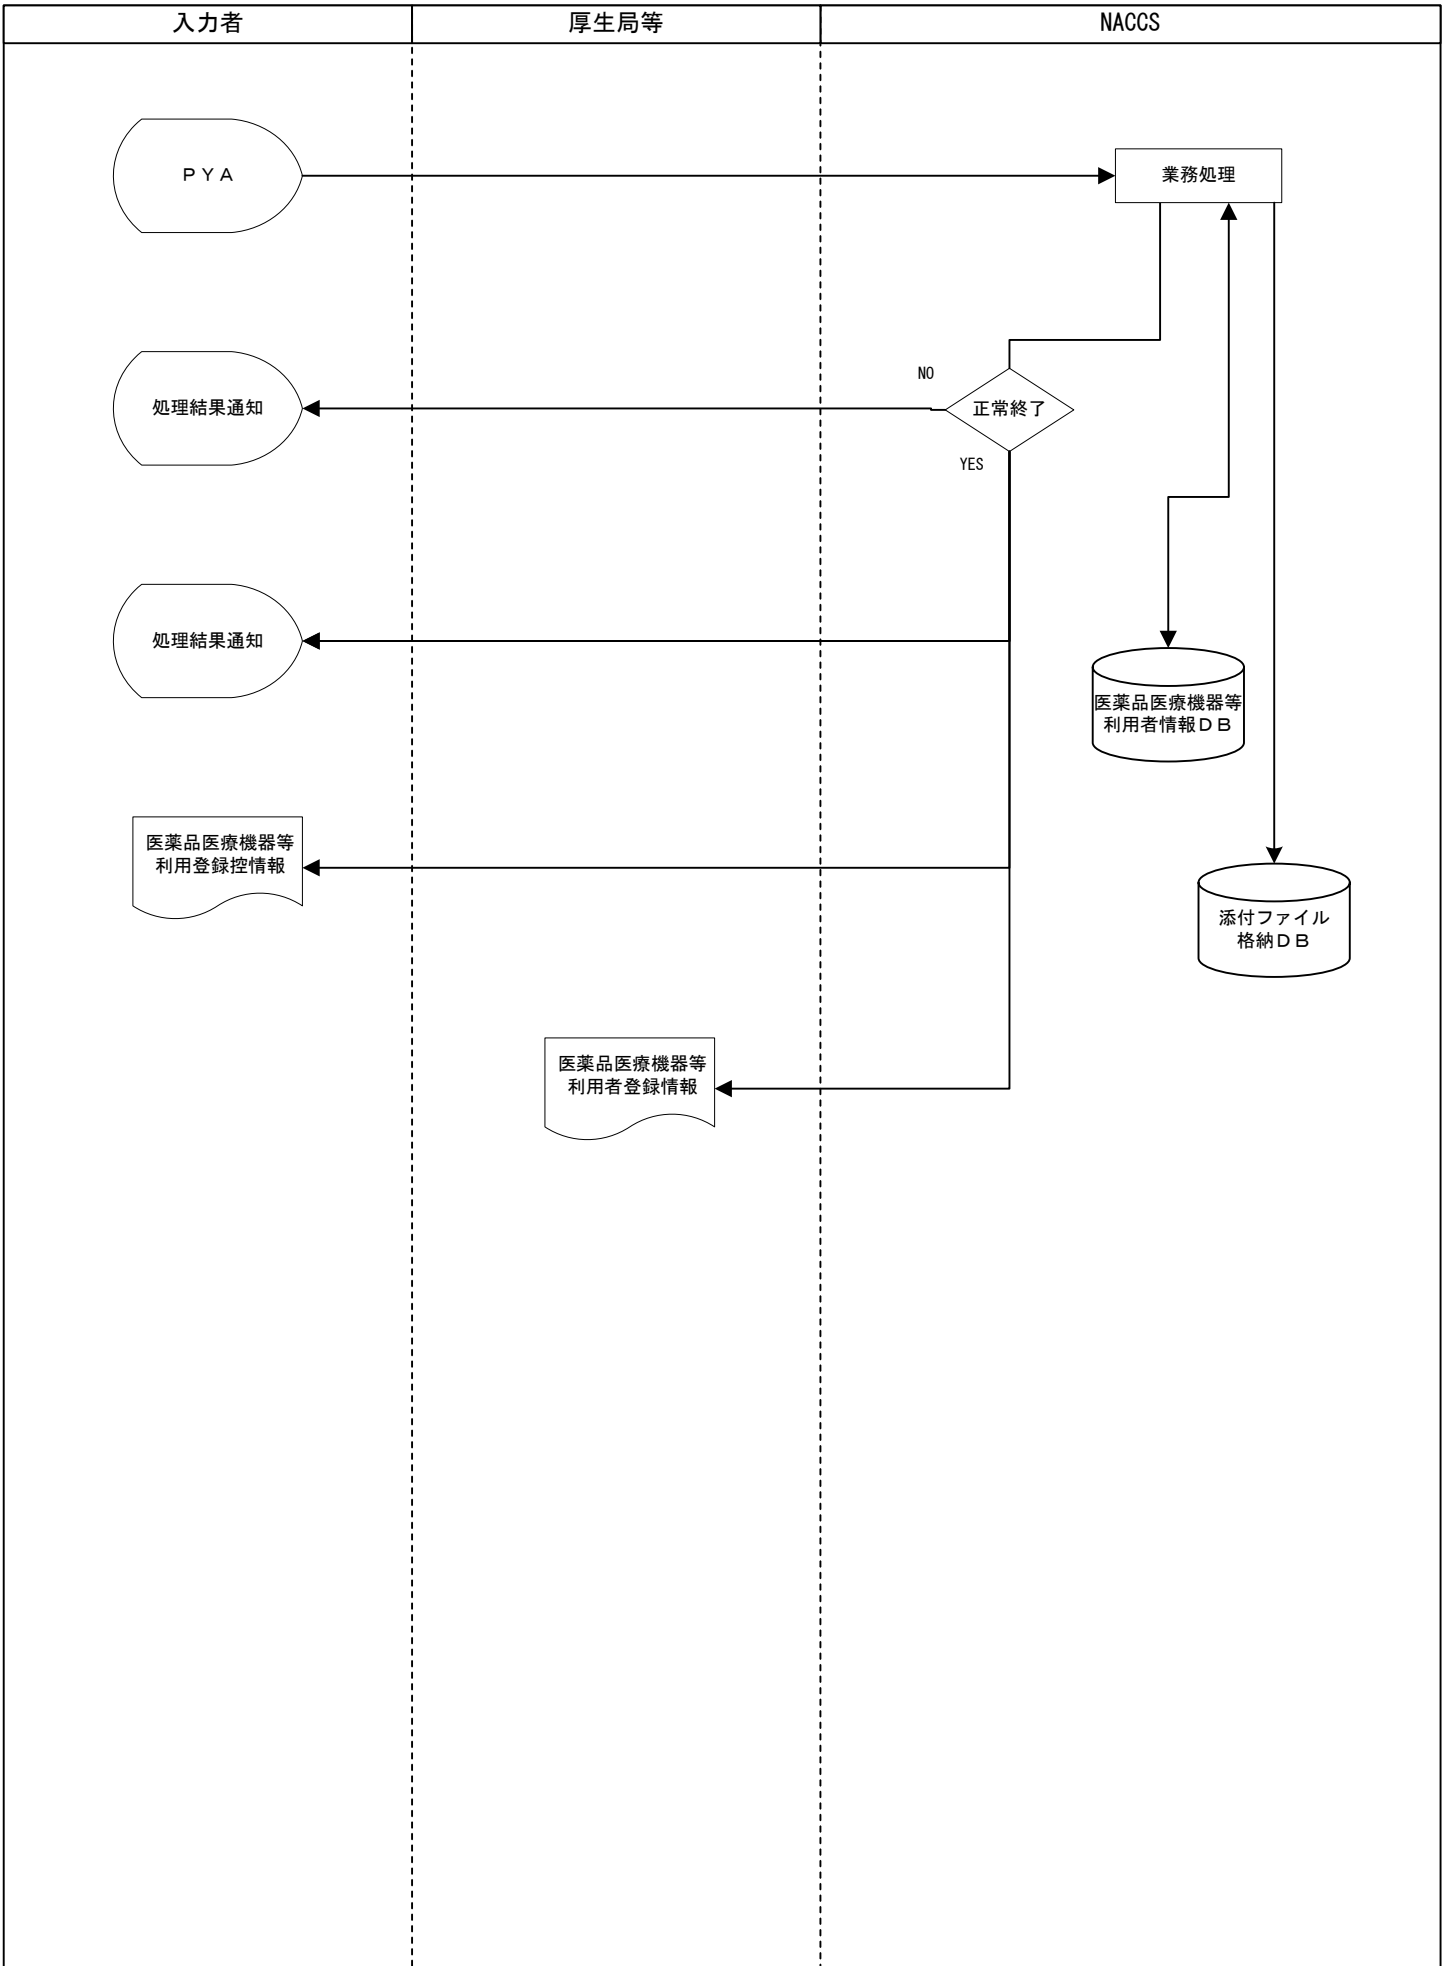 入力者
厚生局等
NACCS
ＰＹＡ
業務処理
NO
処理結果通知
正常終了
YES
処理結果通知
医薬品医療機器等
利用者情報ＤＢ
医薬品医療機器等
利用登録控情報
添付ファイル
格納ＤＢ
医薬品医療機器等
利用者登録情報